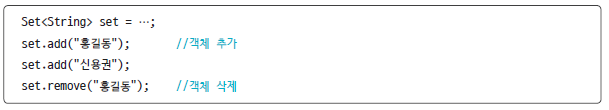 Set<String> set = …;
set.add("홍길동"); //객체 추가
set.add("신용권");
set.remove("홍길동"); //객체 삭제